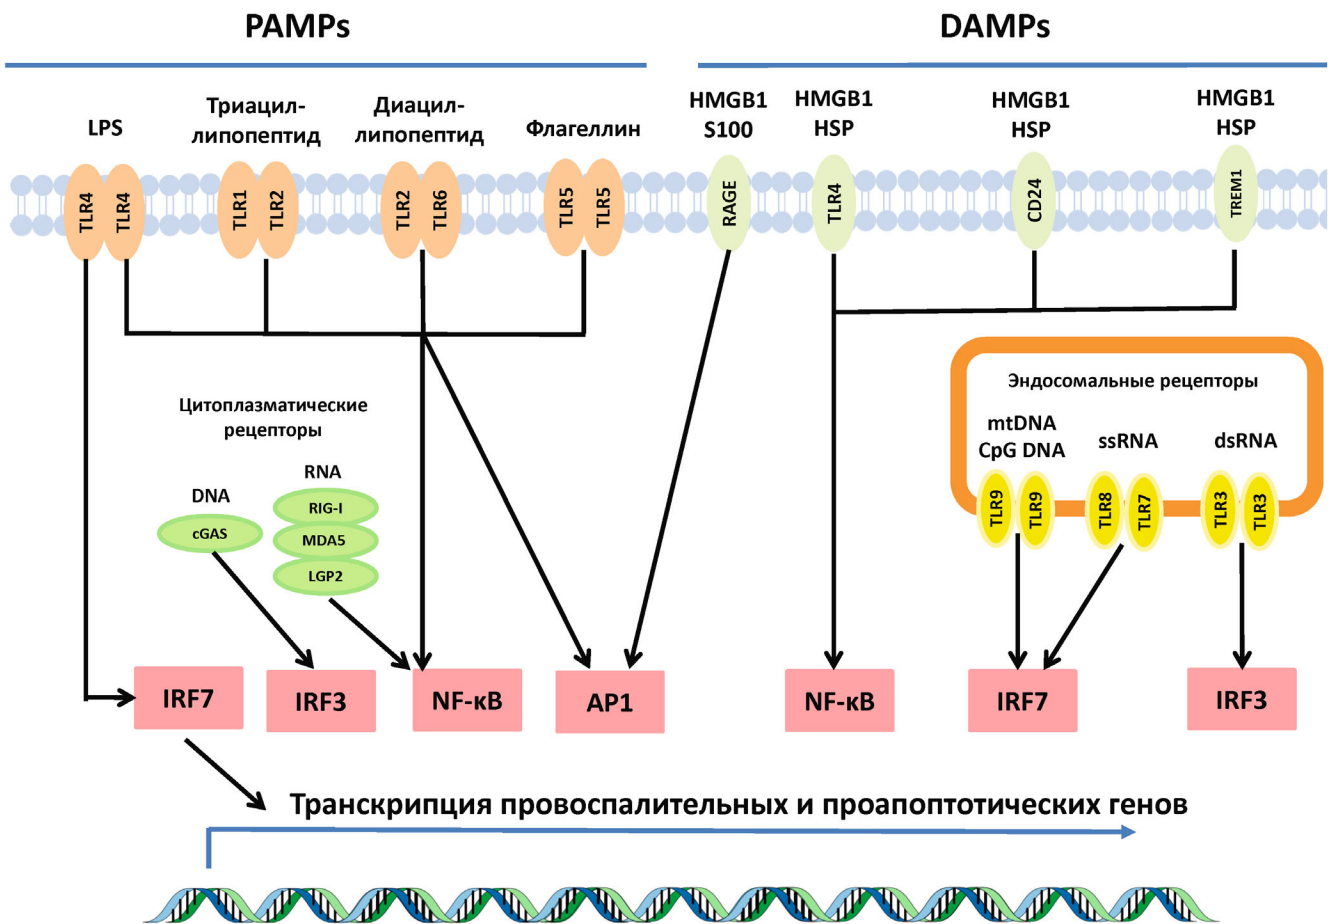 PAMPs
DAMPs
LPS
Триацил-
липопептид
Диацил-
липопептид
Флагеллин
HMGB1
S100
HMGB1
HSP
HMGB1
HSP
HMGB1
HSP
TLR4
TLR4
TLR1
TLR2
TLR2
TLR6
TLR5
TLR5
RAGE
TLR4
CD24
TREM1
Цитоплазматические
рецепторы
DNA
cGAS
RNA
RIG-I
MDA5
LGP2
Эндосомальные рецепторы
mtDNA
CpG DNA
ssRNA
dsRNA
TLR9
TLR9
TLR8
TLR7
TLR3
TLR3
IRF7
IRF3
NF-κB
AP1
NF-κB
IRF7
IRF3
Транскрипция провоспалительных и проапоптотических генов